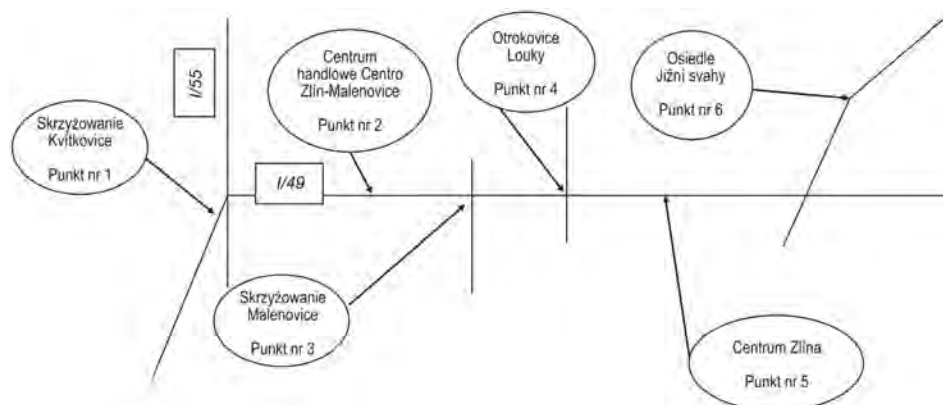 I/55
Skrzyżowanie
Kvítkovice
Punkt nr 1
Centrum
handlowe Centro
Zlín-Malenovice
Punkt nr 2
I/49
Skrzyżowanie
Malenovice
Punkt nr 3
Otrokovice
Louky
Punkt nr 4
Osiedle
Jižní svahy
Punkt nr 6
Centrum Zlína
Punkt nr 5